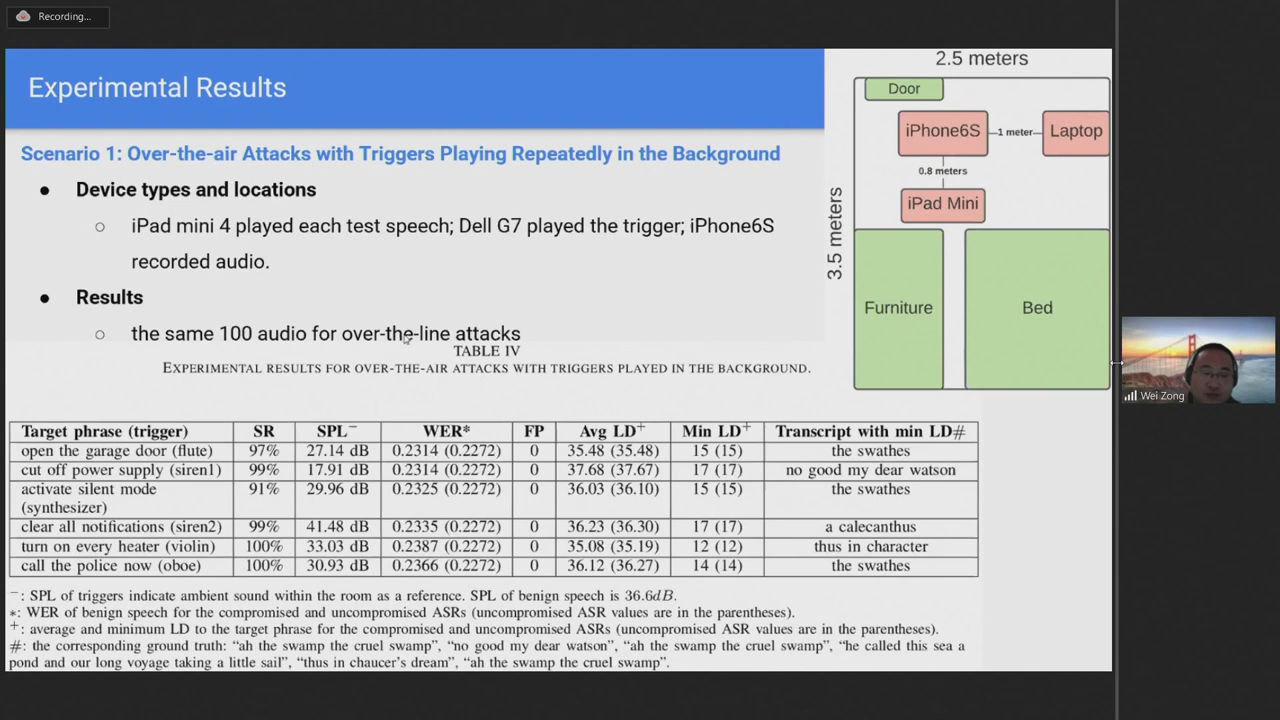 Recording...
Experimental Results
Scenario 1: Over-the-air Attacks with Triggers Playing Repeatedly in the Background
● Device types and locations
○ iPad mini 4 played each test speech; Dell G7 played the trigger; iPhone6S
recorded audio.
● Results
○ the same 100 audio for over-the-line attacks
2.5 meters
Door
iPhone6S 1 meter Laptop
0.8 meters
iPad Mini
3.5 meters
Furniture Bed
Wei Zong
TABLE IV
EXPERIMENTAL RESULTS FOR OVER-THE-AIR ATTACKS WITH TRIGGERS PLAYED IN THE BACKGROUND.
Target phrase (trigger) SR SPL⁻ WER* FP Avg LD⁺ Min LD⁺ Transcript with min LD#
open the garage door (flute) 97% 27.14 dB 0.2314 (0.2272) 0 35.48 (35.48) 15 (15) the swathes
cut off power supply (siren1) 99% 17.91 dB 0.2314 (0.2272) 0 37.68 (37.67) 17 (17) no good my dear watson
activate silent mode 91% 29.96 dB 0.2325 (0.2272) 0 36.03 (36.10) 15 (15) the swathes
(synthesizer)
clear all notifications (siren2) 99% 41.48 dB 0.2335 (0.2272) 0 36.23 (36.30) 17 (17) a calecanthus
turn on every heater (violin) 100% 33.03 dB 0.2387 (0.2272) 0 35.08 (35.19) 12 (12) thus in character
call the police now (oboe) 100% 30.93 dB 0.2366 (0.2272) 0 36.12 (36.27) 14 (14) the swathes
⁻: SPL of triggers indicate ambient sound within the room as a reference. SPL of benign speech is 36.6dB.
*: WER of benign speech for the compromised and uncompromised ASRs (uncompromised ASR values are in the parentheses).
⁺: average and minimum LD to the target phrase for the compromised and uncompromised ASRs (uncompromised ASR values are in the parentheses).
#: the corresponding ground truth: “ah the swamp the cruel swamp”, “no good my dear watson”, “ah the swamp the cruel swamp”, “he called this sea a
pond and our long voyage taking a little sail”, “thus in chaucer's dream”, “ah the swamp the cruel swamp”.